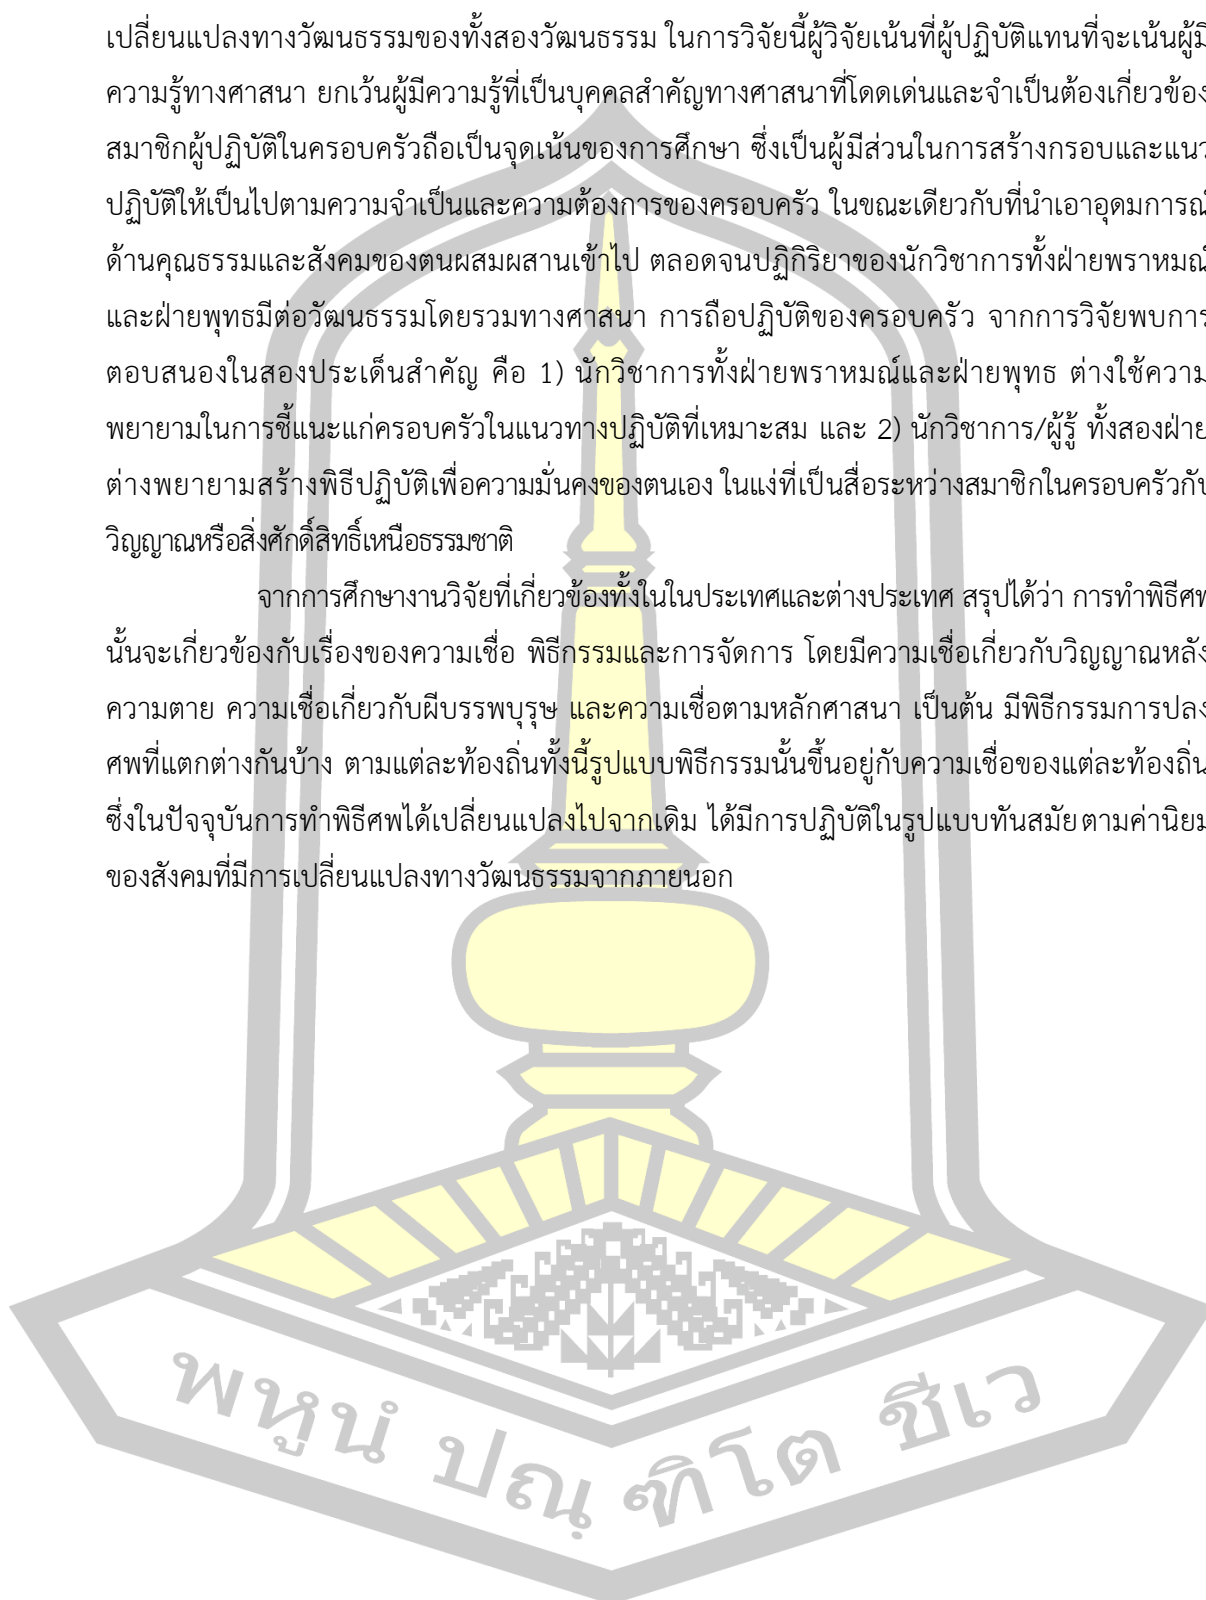 เปลี่ยนแปลงทางวัฒนธรรมของทั้งสองวัฒนธรรม ในการวิจัยนี้ผู้วิจัยเน้นที่ผู้ปฏิบัติแทนที่จะเน้นผู้มี
ความรู้ทางศาสนา ยกเว้นผู้มีความรู้ที่เป็นบุคคลสำคัญทางศาสนาที่โดดเด่นและจำเป็นต้องเกี่ยวข้อง
สมาชิกผู้ปฏิบัติในครอบครัวถือเป็นจุดเน้นของการศึกษา ซึ่งเป็นผู้มีส่วนในการสร้างกรอบและแนว
ปฏิบัติให้เป็นไปตามความจำเป็นและความต้องการของครอบครัว ในขณะเดียวกับที่นำเอาอุดมการณ์
ด้านคุณธรรมและสังคมของตนผสมผสานเข้าไป ตลอดจนปฏิกิริยาของนักวิชาการทั้งฝ่ายพราหมณ์
และฝ่ายพุทธมีต่อวัฒนธรรมโดยรวมทางศาสนา การถือปฏิบัติของครอบครัว จากการวิจัยพบการ
ตอบสนองในสองประเด็นสำคัญ คือ 1) นักวิชาการทั้งฝ่ายพราหมณ์และฝ่ายพุทธ ต่างใช้ความ
พยายามในการชี้แนะแก่ครอบครัวในแนวทางปฏิบัติที่เหมาะสม และ 2) นักวิชาการ/ผู้รู้ ทั้งสองฝ่าย
ต่างพยายามสร้างพิธีปฏิบัติเพื่อความมั่นคงของตนเอง ในแง่ที่เป็นสื่อระหว่างสมาชิกในครอบครัวกับ
วิญญาณหรือสิ่งศักดิ์สิทธิ์เหนือธรรมชาติ
จากการศึกษางานวิจัยที่เกี่ยวข้องทั้งในในประเทศและต่างประเทศ สรุปได้ว่า การทำพิธีศพ
นั้นจะเกี่ยวข้องกับเรื่องของความเชื่อ พิธีกรรมและการจัดการ โดยมีความเชื่อเกี่ยวกับวิญญาณหลัง
ความตาย ความเชื่อเกี่ยวกับผีบรรพบุรุษ และความเชื่อตามหลักศาสนา เป็นต้น มีพิธีกรรมการปลง
ศพที่แตกต่างกันบ้าง ตามแต่ละท้องถิ่นทั้งนี้รูปแบบพิธีกรรมนั้นขึ้นอยู่กับความเชื่อของแต่ละท้องถิ่น
ซึ่งในปัจจุบันการทำพิธีศพได้เปลี่ยนแปลงไปจากเดิม ได้มีการปฏิบัติในรูปแบบทันสมัย ตามค่านิยม
ของสังคมที่มีการเปลี่ยนแปลงทางวัฒนธรรมจากภายนอก
พหูนํ ปณฺฑิโต ชีเว